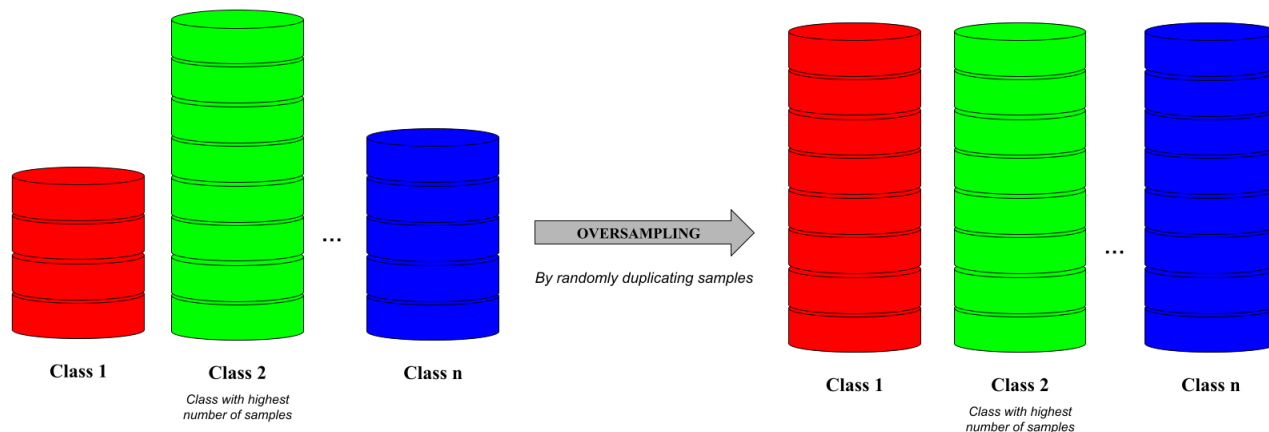 ...
OVERSAMPLING
By randomly duplicating samples
...
Class 1
Class 2
Class n
Class with highest
number of samples
Class 1
Class 2
Class n
Class with highest
number of samples